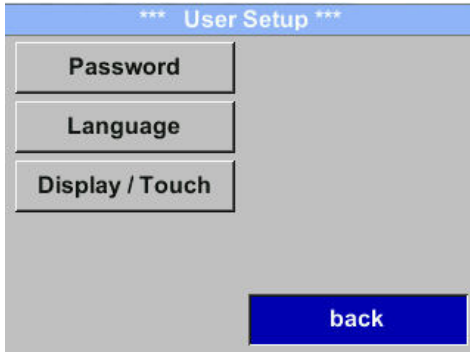 *** User Setup ***
Password
Language
Display / Touch
back